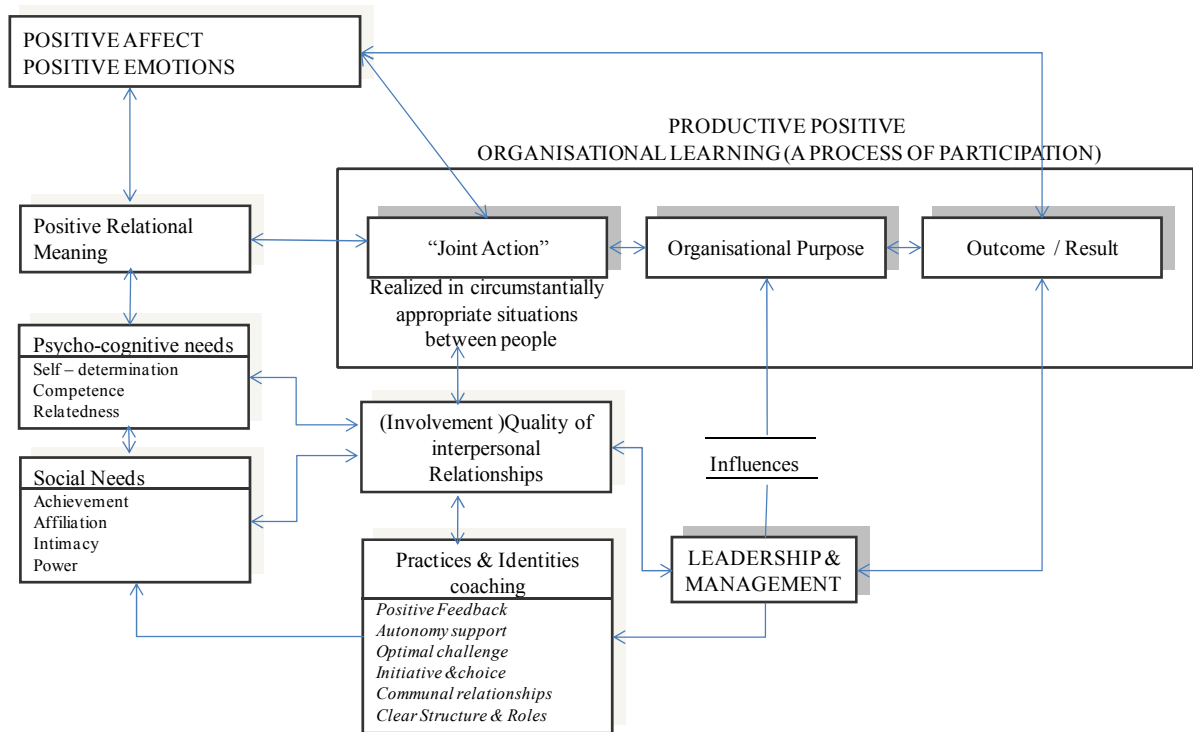 POSITIVE AFFECT
POSITIVE EMOTIONS
PRODUCTIVE POSITIVE
ORGANISATIONAL LEARNING (A PROCESS OF PARTICIPATION)
Positive Relational
Meaning
“Joint Action”
Organisational Purpose
Outcome / Result
Realized in circumstantially
appropriate situations
between people
Psycho-cognitive needs
Self – determination
Competence
Relatedness
(Involvement )Quality of
interpersonal
Relationships
Influences
Social Needs
Achievement
Affiliation
Intimacy
Power
Practices & Identities
coaching
Positive Feedback
Autonomy support
Optimal challenge
Initiative &choice
Communal relationships
Clear Structure & Roles
LEADERSHIP &
MANAGEMENT